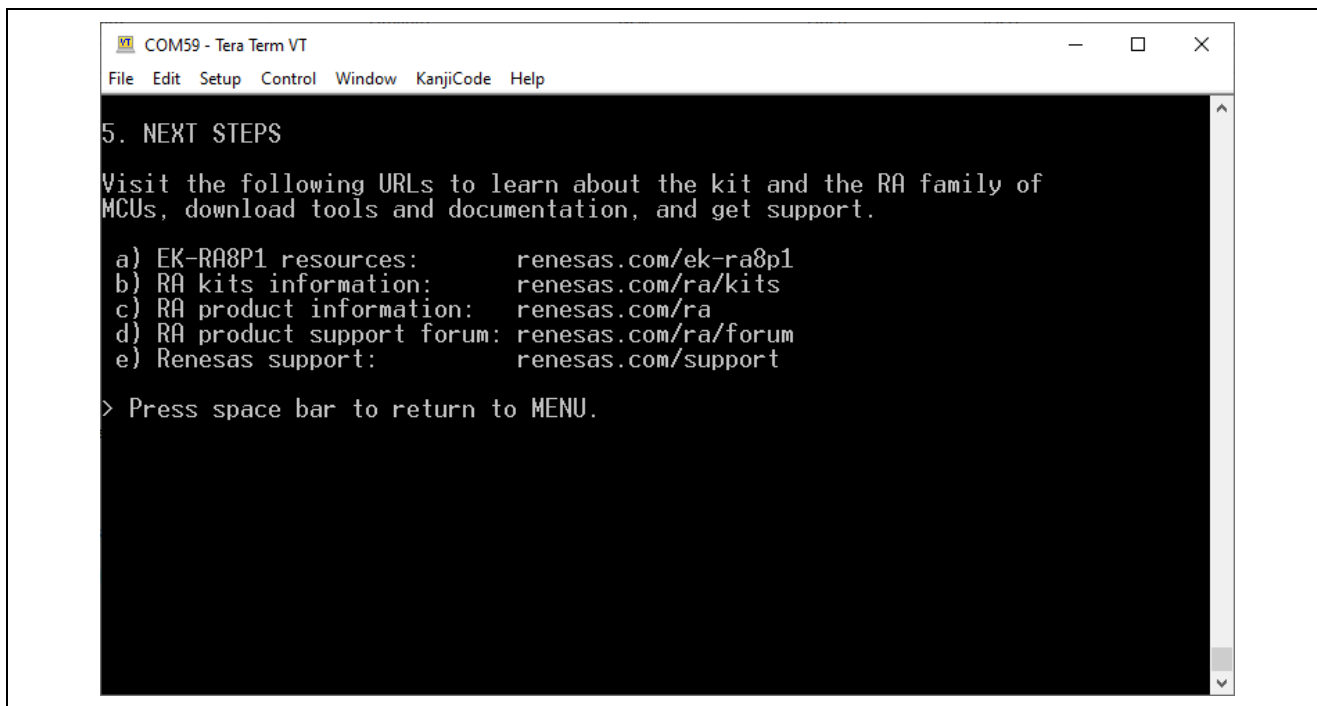 COM59 - Tera Term VT
File Edit Setup Control Window KanjiCode Help
5. NEXT STEPS
Visit the following URLs to learn about the kit and the RA family of
MCUs, download tools and documentation, and get support.
a) EK-RA8P1 resources: renesas.com/ek-ra8p1
b) RA kits information: renesas.com/ra/kits
c) RA product information: renesas.com/ra
d) RA product support forum: renesas.com/ra/forum
e) Renesas support: renesas.com/support
> Press space bar to return to MENU.